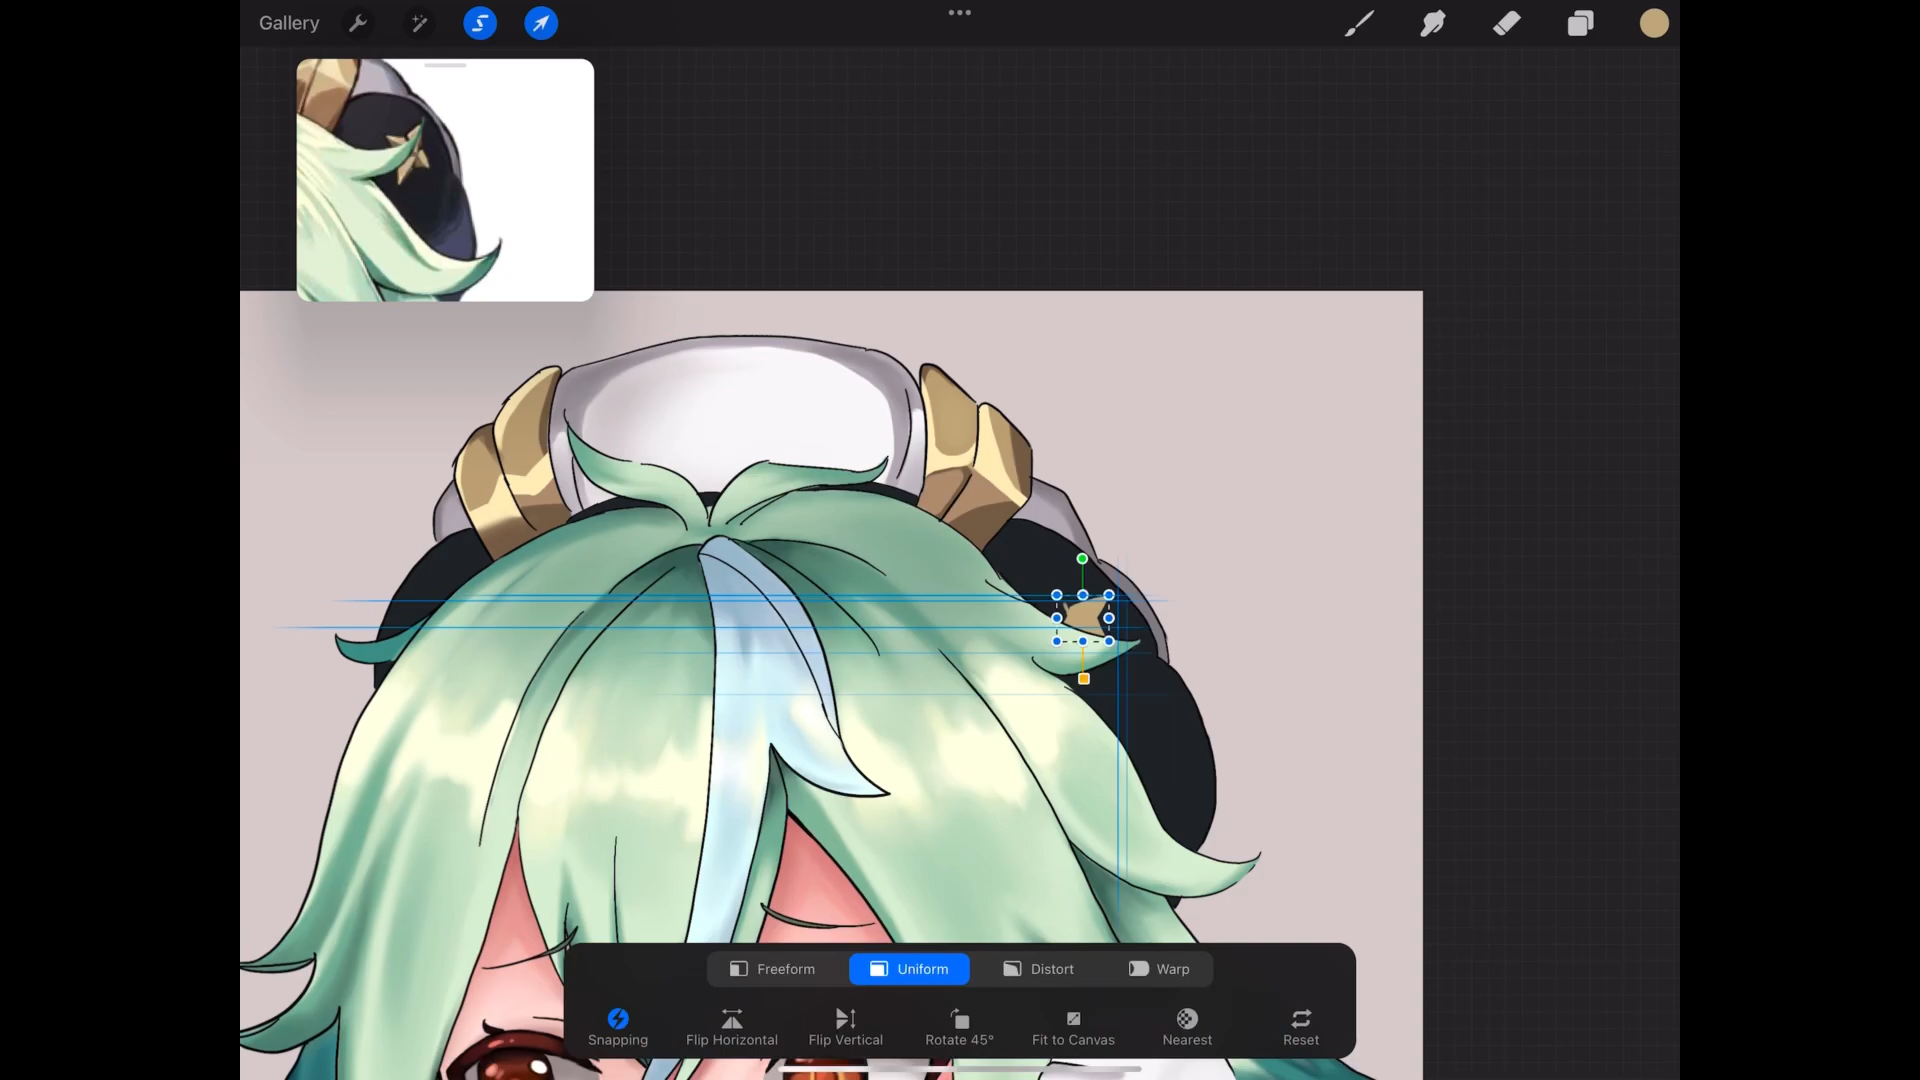 Gallery
Freeform Uniform Distort Warp
Snapping Flip Horizontal Flip Vertical Rotate 45° Fit to Canvas Nearest Reset